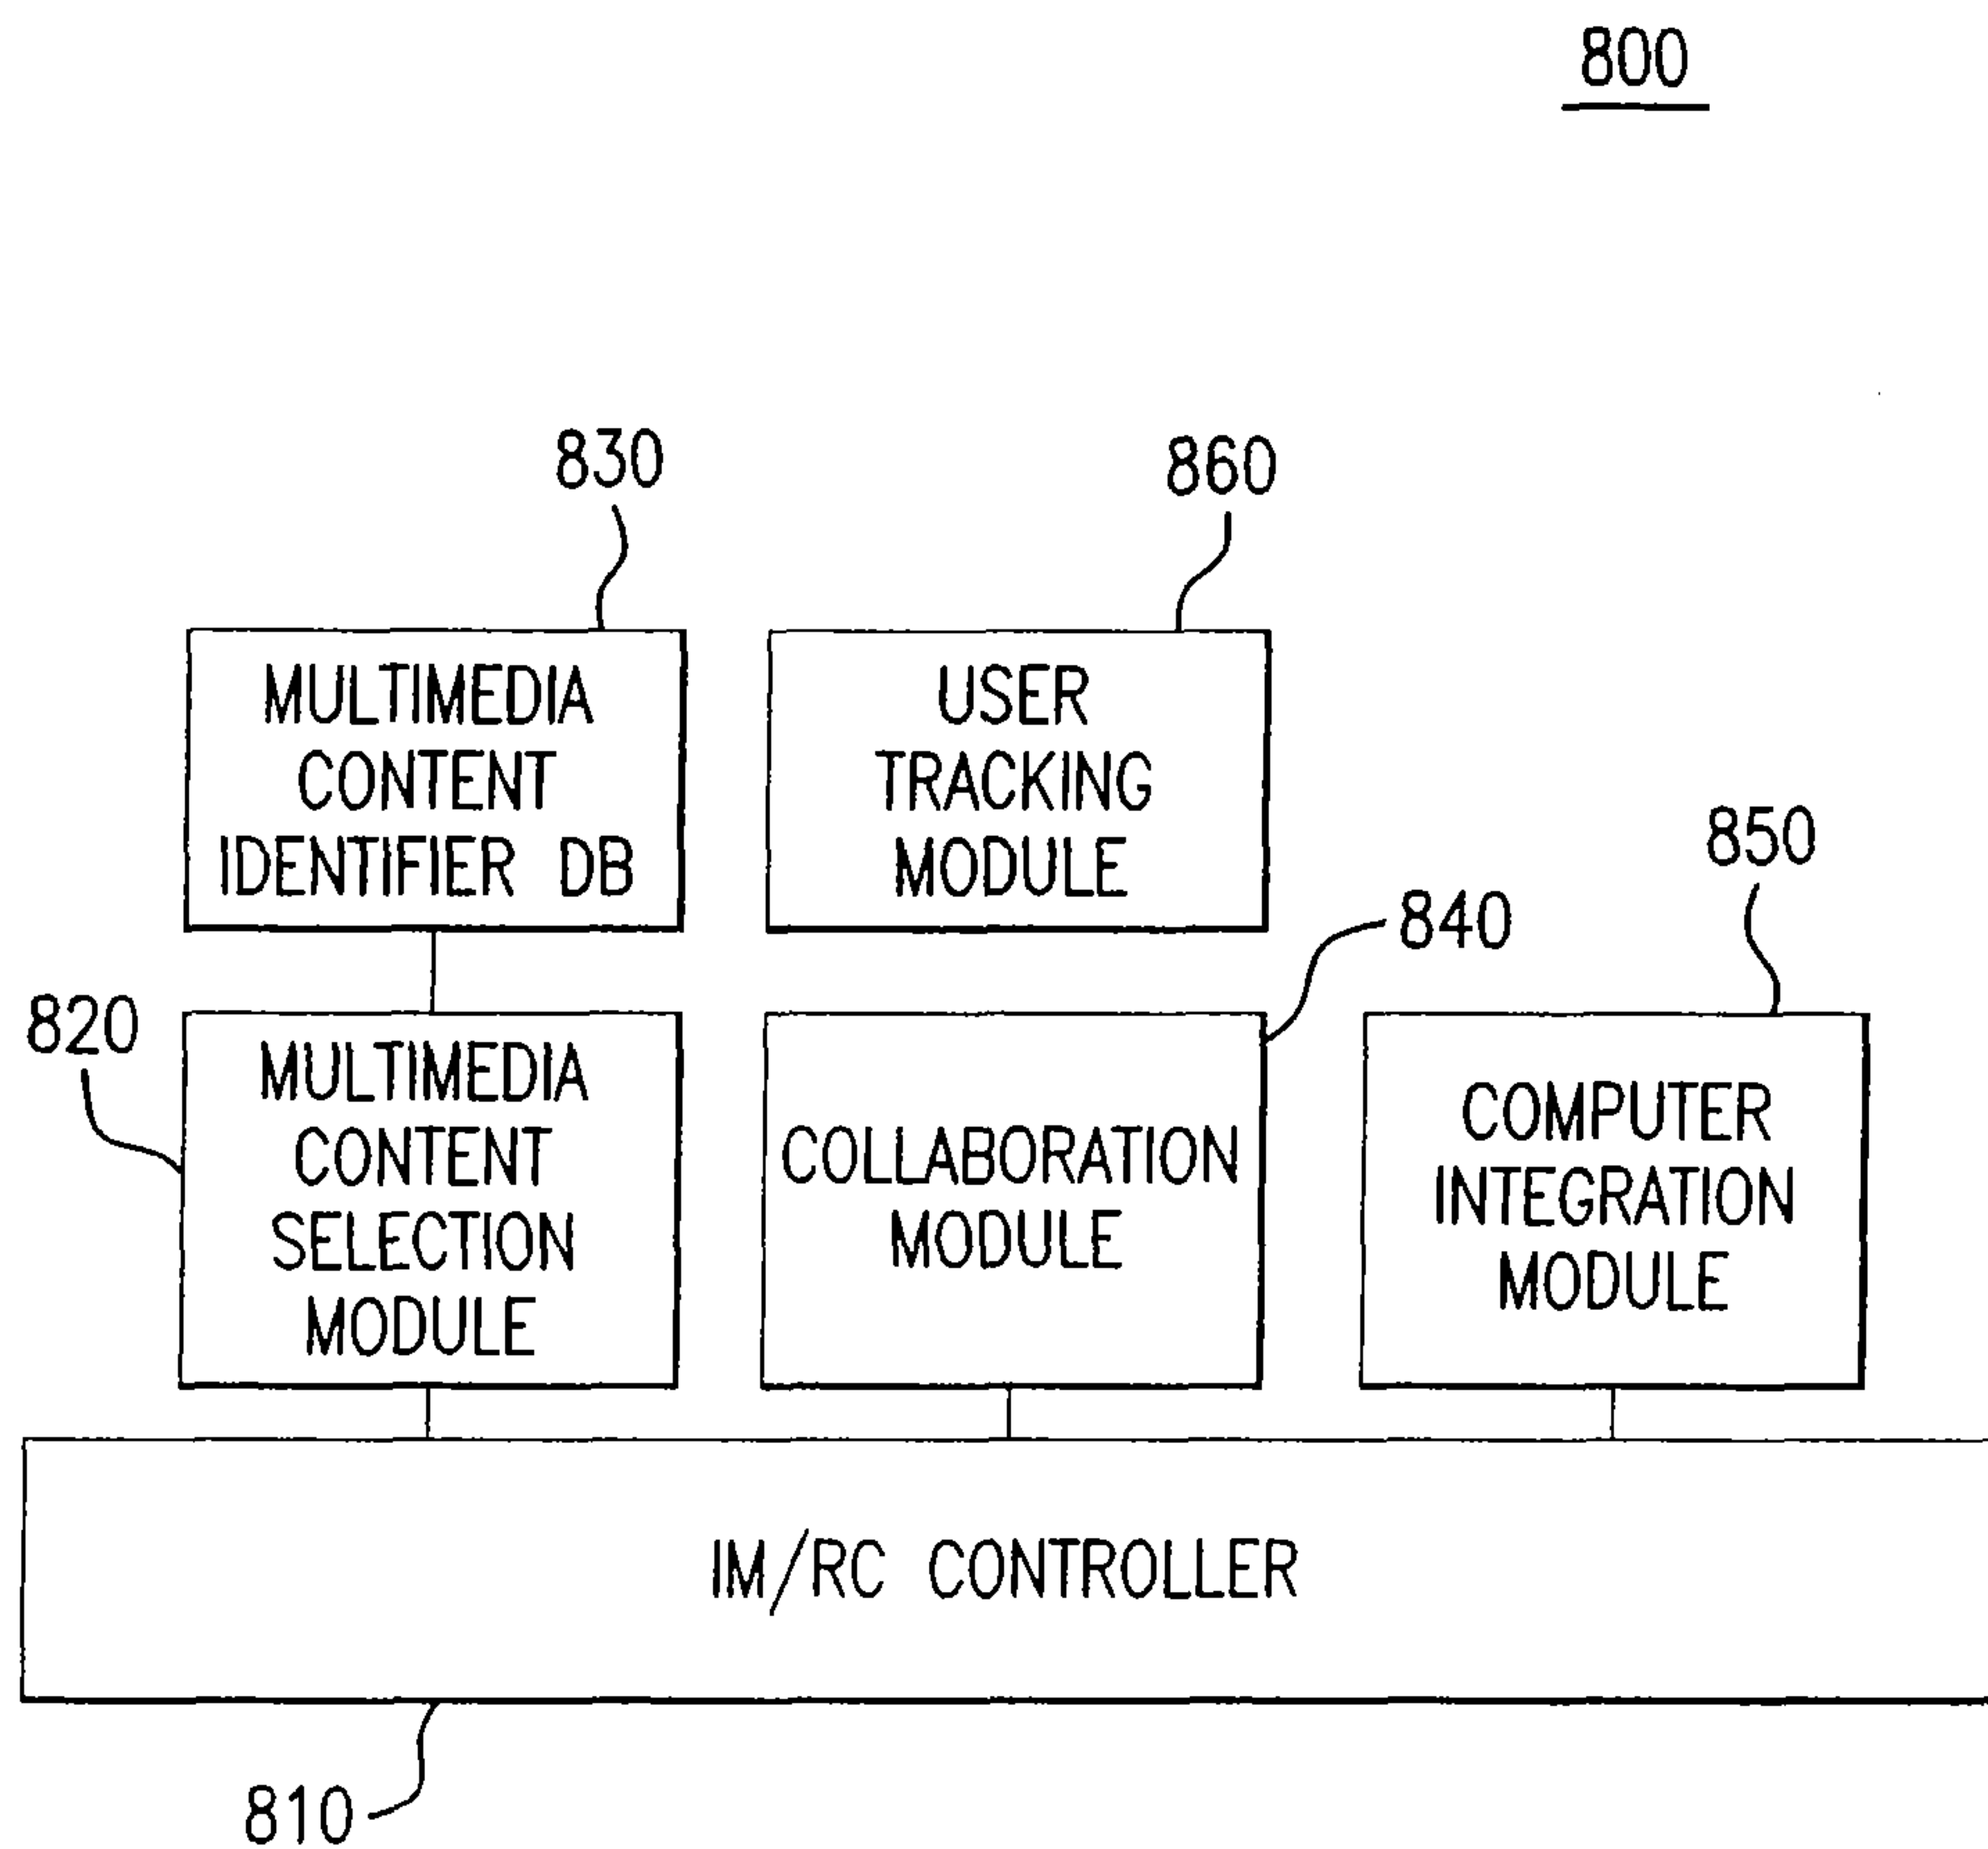 800
830
860
MULTIMEDIA
CONTENT
IDENTIFIER DB
USER
TRACKING
MODULE
850
840
820
MULTIMEDIA
CONTENT
SELECTION
MODULE
COLLABORATION
MODULE
COMPUTER
INTEGRATION
MODULE
IM/RC CONTROLLER
810